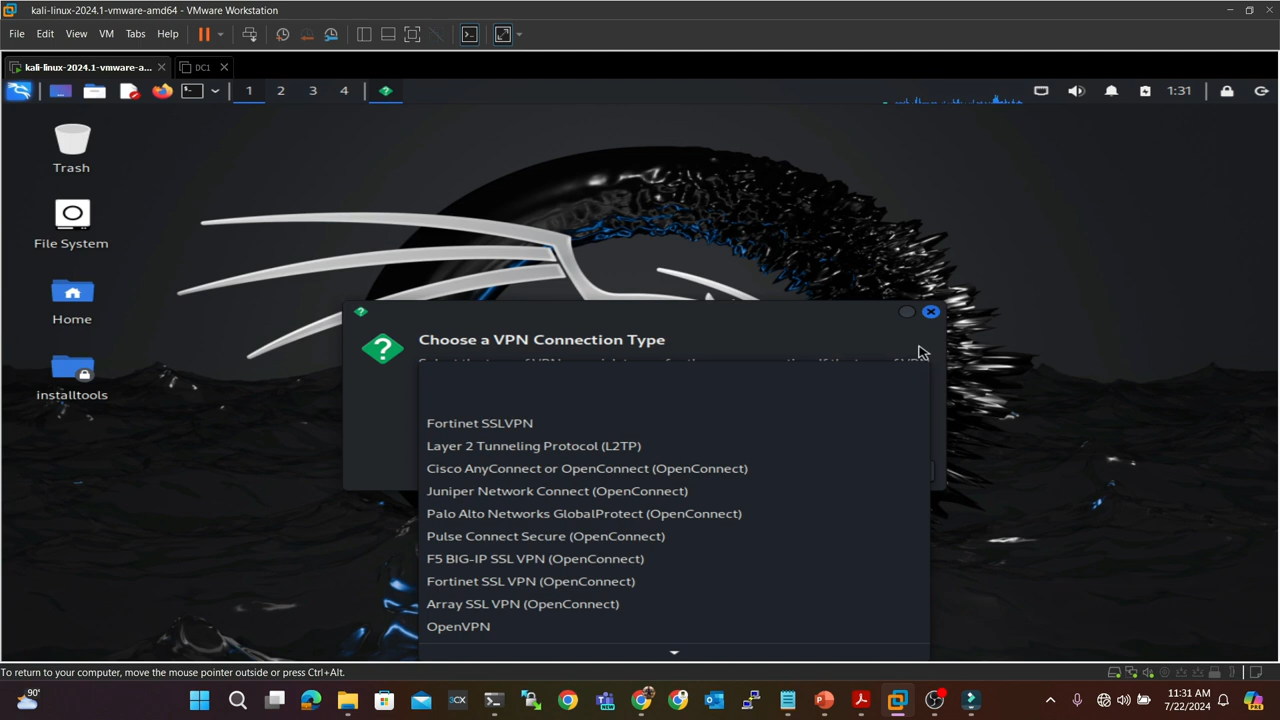 kali-linux-2024.1-vmware-amd64 - VMware Workstation
File Edit View VM Tabs Help
kali-linux-2024.1-vmware-a... DC1
1 2 3 4 1:31
Trash
File System
Home
installtools
Choose a VPN Connection Type
Fortinet SSLVPN
Layer 2 Tunneling Protocol (L2TP)
Cisco AnyConnect or OpenConnect (OpenConnect)
Juniper Network Connect (OpenConnect)
Palo Alto Networks GlobalProtect (OpenConnect)
Pulse Connect Secure (OpenConnect)
F5 BIG-IP SSL VPN (OpenConnect)
Fortinet SSL VPN (OpenConnect)
Array SSL VPN (OpenConnect)
OpenVPN
To return to your computer, move the mouse pointer outside or press Ctrl+Alt.
90°
11:31 AM
7/22/2024